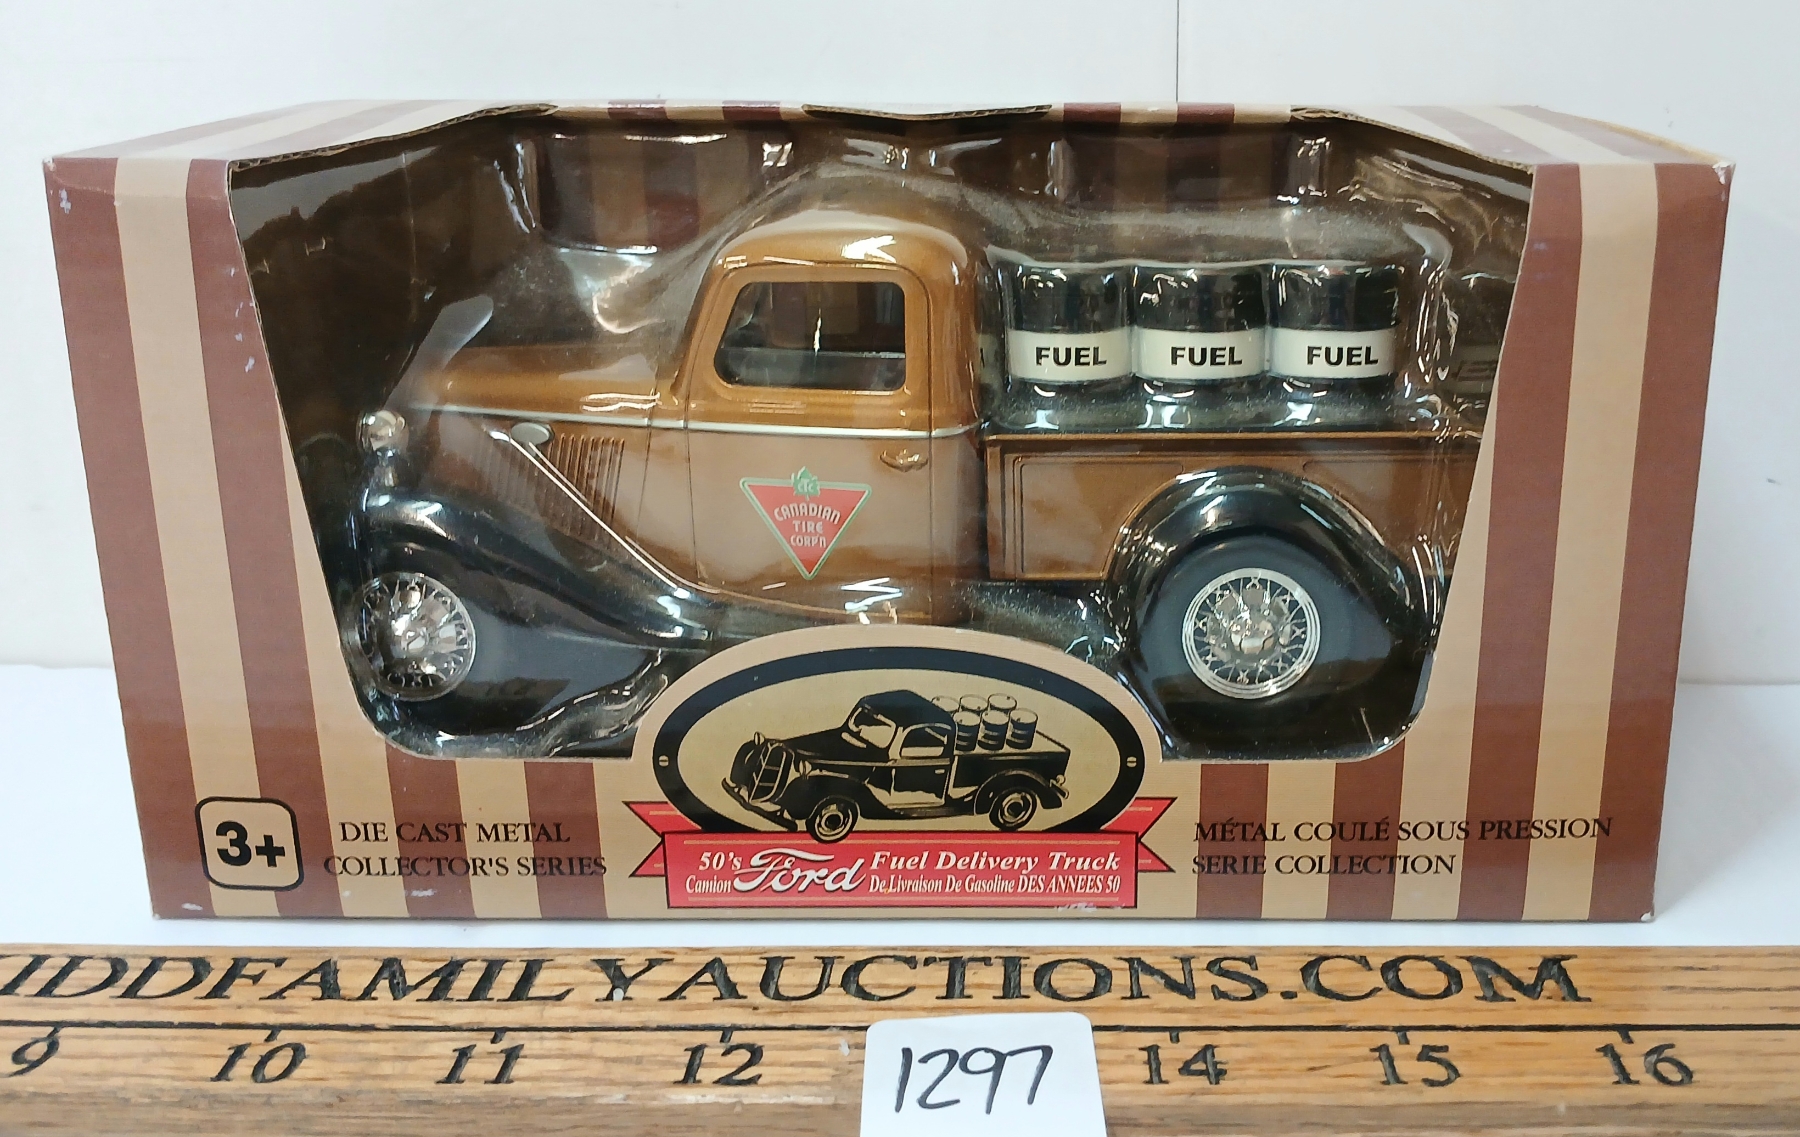 FUEL FUEL FUEL
CTC
CANADIAN
TIRE
CORP'N
3+
DIE CAST METAL
COLLECTOR'S SERIES
50's Ford Fuel Delivery Truck
Camion De Livraison De Gasoline DES ANNEES 50
MÉTAL COULÉ SOUS PRESSION
SERIE COLLECTION
IDDFAMILYAUCTIONS.COM
9 10 11 12 14 15 16
1297